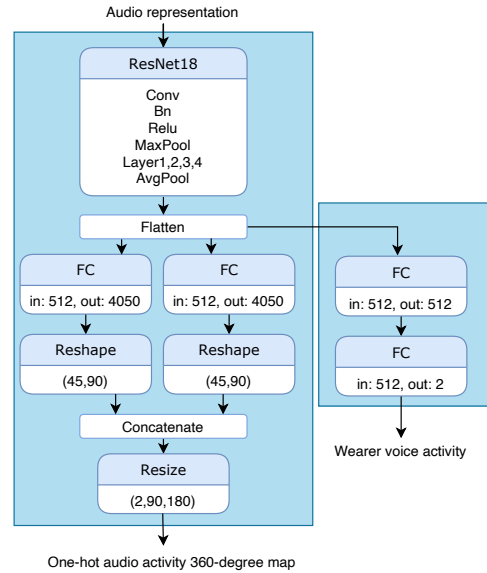 Audio representation
ResNet18
Conv
Bn
Relu
MaxPool
Layer1,2,3,4
AvgPool
Flatten
FC
in: 512, out: 4050
FC
in: 512, out: 4050
Reshape
(45,90)
Reshape
(45,90)
Concatenate
Resize
(2,90,180)
One-hot audio activity 360-degree map
FC
in: 512, out: 512
FC
in: 512, out: 2
Wearer voice activity